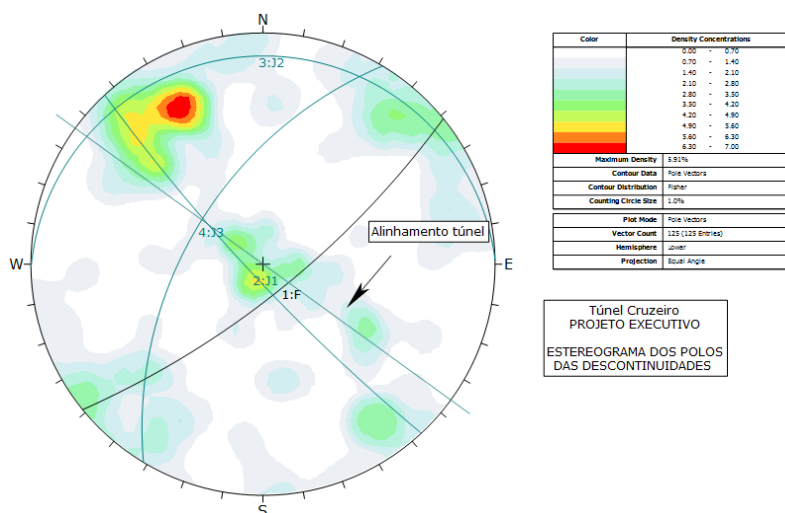 N
3:J2
4:J3
Alinhamento túnel
W
E
2:J1
1:F
S
Color Density Concentrations
0.00 - 0.70
0.70 - 1.40
1.40 - 2.10
2.10 - 2.80
2.80 - 3.50
3.50 - 4.20
4.20 - 4.90
4.90 - 5.60
5.60 - 6.30
6.30 - 7.00
Maximum Density 5.91%
Contour Data Pole Vectors
Contour Distribution Fisher
Counting Circle Size 1.0%
Plot Mode Pole Vectors
Vector Count 125 (125 Entries)
Hemisphere Lower
Projection Equal Angle
Túnel Cruzeiro
PROJETO EXECUTIVO
ESTEREOGRAMA DOS POLOS
DAS DESCONTINUIDADES